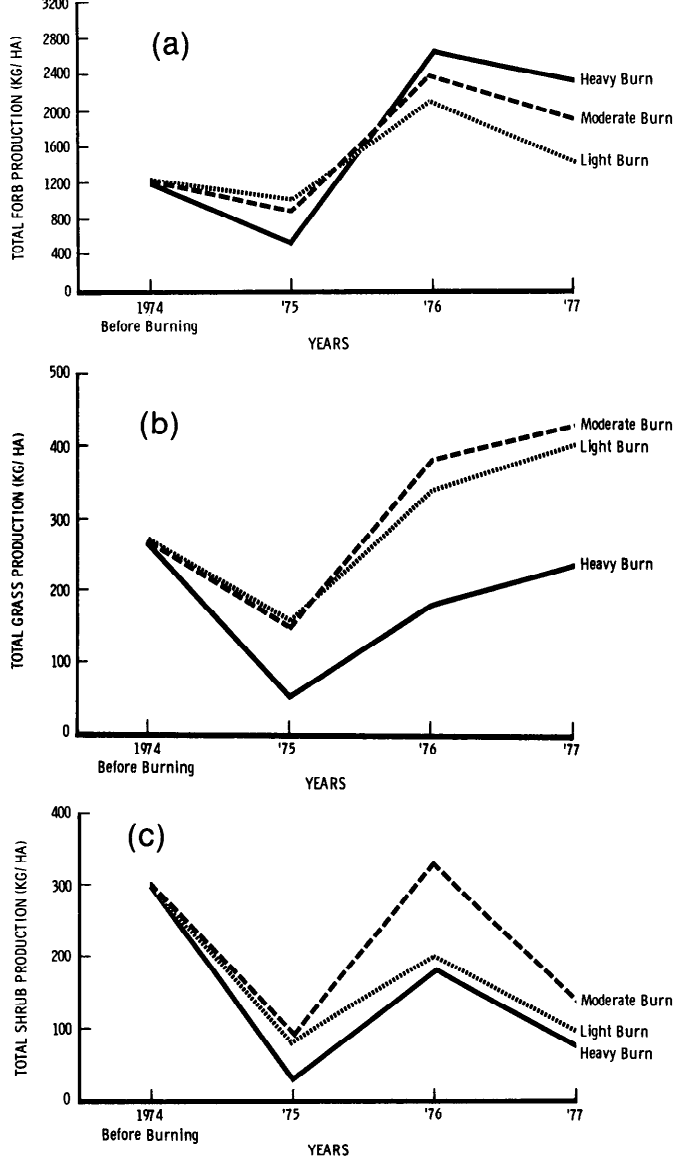 3200
(a)
2800
2400
2000
1600
1200
800
400
0
TOTAL FORB PRODUCTION (KG/ HA)
Heavy Burn
Moderate Burn
Light Burn
1974
'75
'76
'77
Before Burning
YEARS
500
(b)
400
300
200
100
0
TOTAL GRASS PRODUCTION (KG/ HA)
Moderate Burn
Light Burn
Heavy Burn
1974
'75
'76
'77
Before Burning
YEARS
400
(c)
300
200
100
0
TOTAL SHRUB PRODUCTION (KG/ HA)
Moderate Burn
Light Burn
Heavy Burn
1974
'75
'76
'77
Before Burning
YEARS